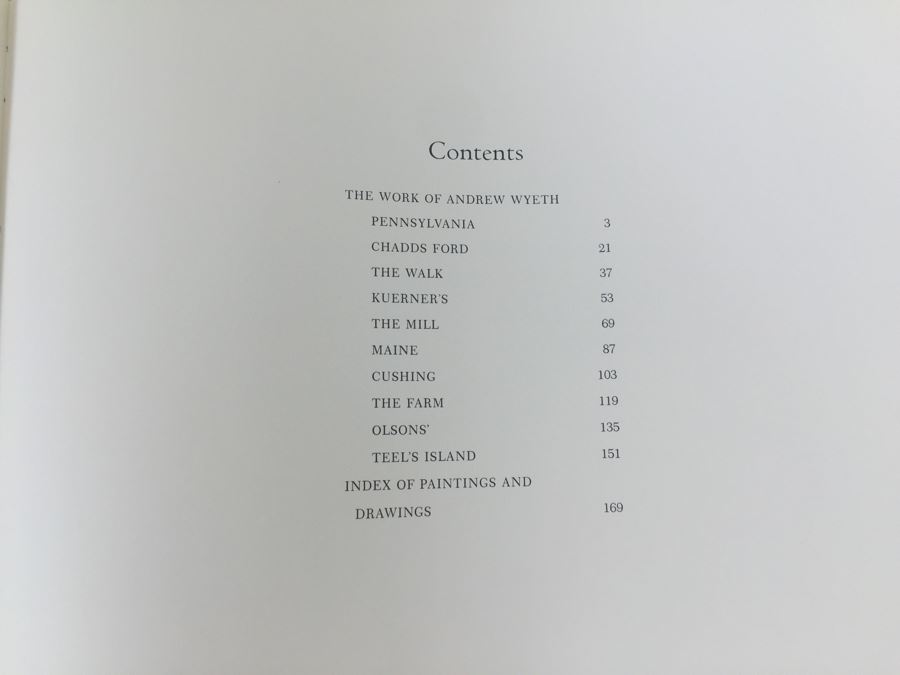 Contents
THE WORK OF ANDREW WYETH
PENNSYLVANIA 3
CHADDS FORD 21
THE WALK 37
KUERNER'S 53
THE MILL 69
MAINE 87
CUSHING 103
THE FARM 119
OLSONS' 135
TEEL'S ISLAND 151
INDEX OF PAINTINGS AND
DRAWINGS 169